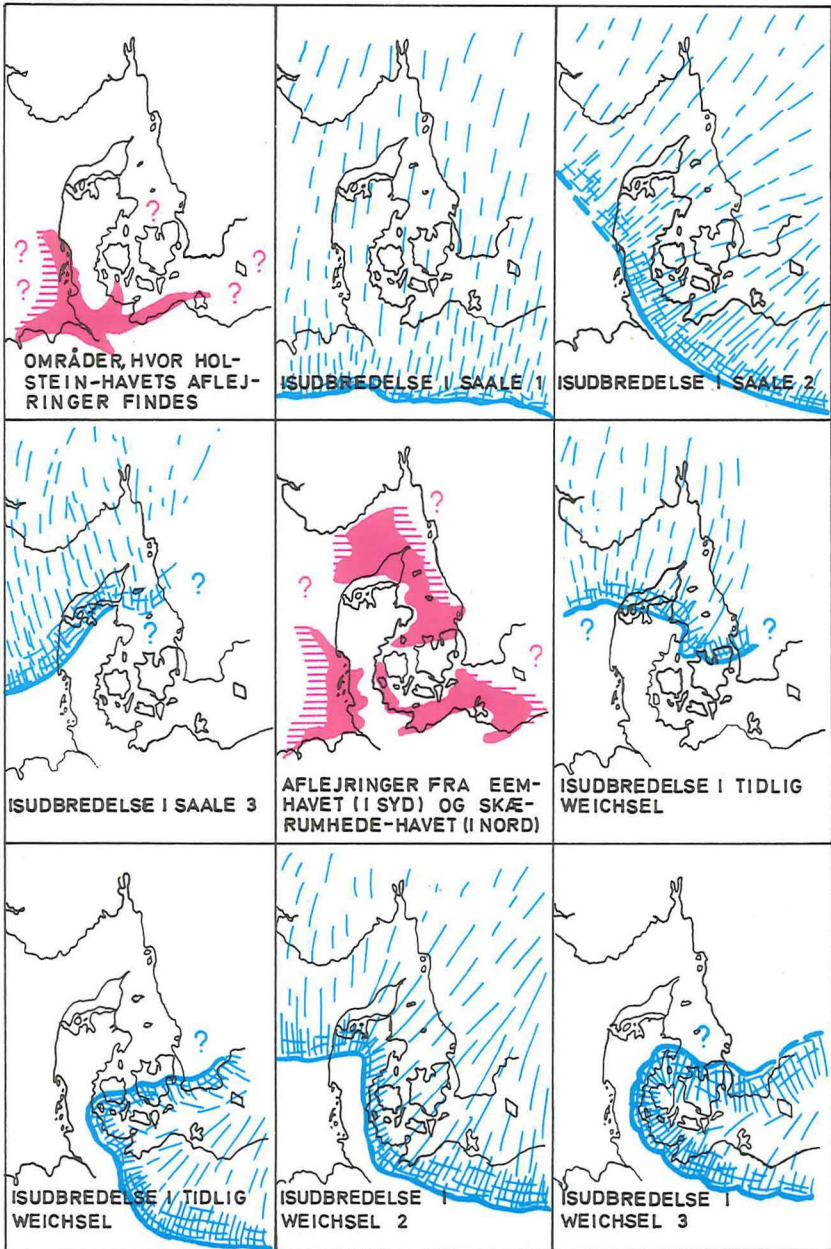 ?
?
?
?
?
OMRÅDER, HVOR HOL-
STEIN-HAVETS AFLEJ-
RINGER FINDES
ISUDBREDELSE I SAALE 1
ISUDBREDELSE I SAALE 2
?
?
ISUDBREDELSE I SAALE 3
?
?
?
AFLEJRINGER FRA EEM-
HAVET (I SYD) OG SKÆ-
RUMHEDE-HAVET (I NORD)
?
?
ISUDBREDELSE I TIDLIG
WEICHSEL
?
ISUDBREDELSE I TIDLIG
WEICHSEL
ISUDBREDELSE I
WEICHSEL 2
?
ISUDBREDELSE I
WEICHSEL 3